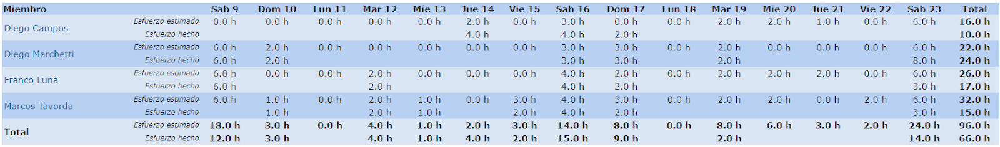 Miembro Sab 9 Dom 10 Lun 11 Mar 12 Mie 13 Jue 14 Vie 15 Sab 16 Dom 17 Lun 18 Mar 19 Mie 20 Jue 21 Vie 22 Sab 23 Total
Diego Campos Esfuerzo estimado 0.0 h 0.0 h 0.0 h 0.0 h 0.0 h 2.0 h 0.0 h 3.0 h 0.0 h 0.0 h 2.0 h 2.0 h 1.0 h 0.0 h 6.0 h 16.0 h
Esfuerzo hecho 4.0 h 4.0 h 2.0 h 10.0 h
Diego Marchetti Esfuerzo estimado 6.0 h 2.0 h 0.0 h 0.0 h 0.0 h 0.0 h 0.0 h 3.0 h 3.0 h 0.0 h 2.0 h 0.0 h 0.0 h 0.0 h 6.0 h 22.0 h
Esfuerzo hecho 6.0 h 2.0 h 3.0 h 3.0 h 2.0 h 8.0 h 24.0 h
Franco Luna Esfuerzo estimado 6.0 h 0.0 h 0.0 h 2.0 h 0.0 h 0.0 h 0.0 h 4.0 h 2.0 h 0.0 h 2.0 h 2.0 h 2.0 h 0.0 h 6.0 h 26.0 h
Esfuerzo hecho 6.0 h 2.0 h 4.0 h 2.0 h 3.0 h 17.0 h
Marcos Tavorda Esfuerzo estimado 6.0 h 1.0 h 0.0 h 2.0 h 1.0 h 0.0 h 3.0 h 4.0 h 3.0 h 0.0 h 2.0 h 2.0 h 0.0 h 2.0 h 6.0 h 32.0 h
Esfuerzo hecho 1.0 h 2.0 h 1.0 h 2.0 h 4.0 h 2.0 h 3.0 h 15.0 h
Total Esfuerzo estimado 18.0 h 3.0 h 0.0 h 4.0 h 1.0 h 2.0 h 3.0 h 14.0 h 8.0 h 0.0 h 8.0 h 6.0 h 3.0 h 2.0 h 24.0 h 96.0 h
Esfuerzo hecho 12.0 h 3.0 h 4.0 h 1.0 h 4.0 h 2.0 h 15.0 h 9.0 h 2.0 h 14.0 h 66.0 h